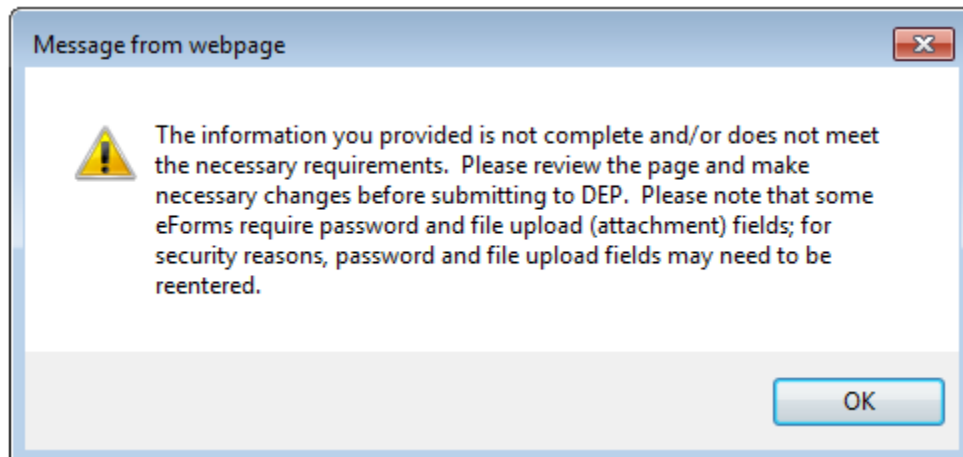 Message from webpage
The information you provided is not complete and/or does not meet
the necessary requirements.  Please review the page and make
necessary changes before submitting to DEP.  Please note that some
eForms require password and file upload (attachment) fields; for
security reasons, password and file upload fields may need to be
reentered.
OK